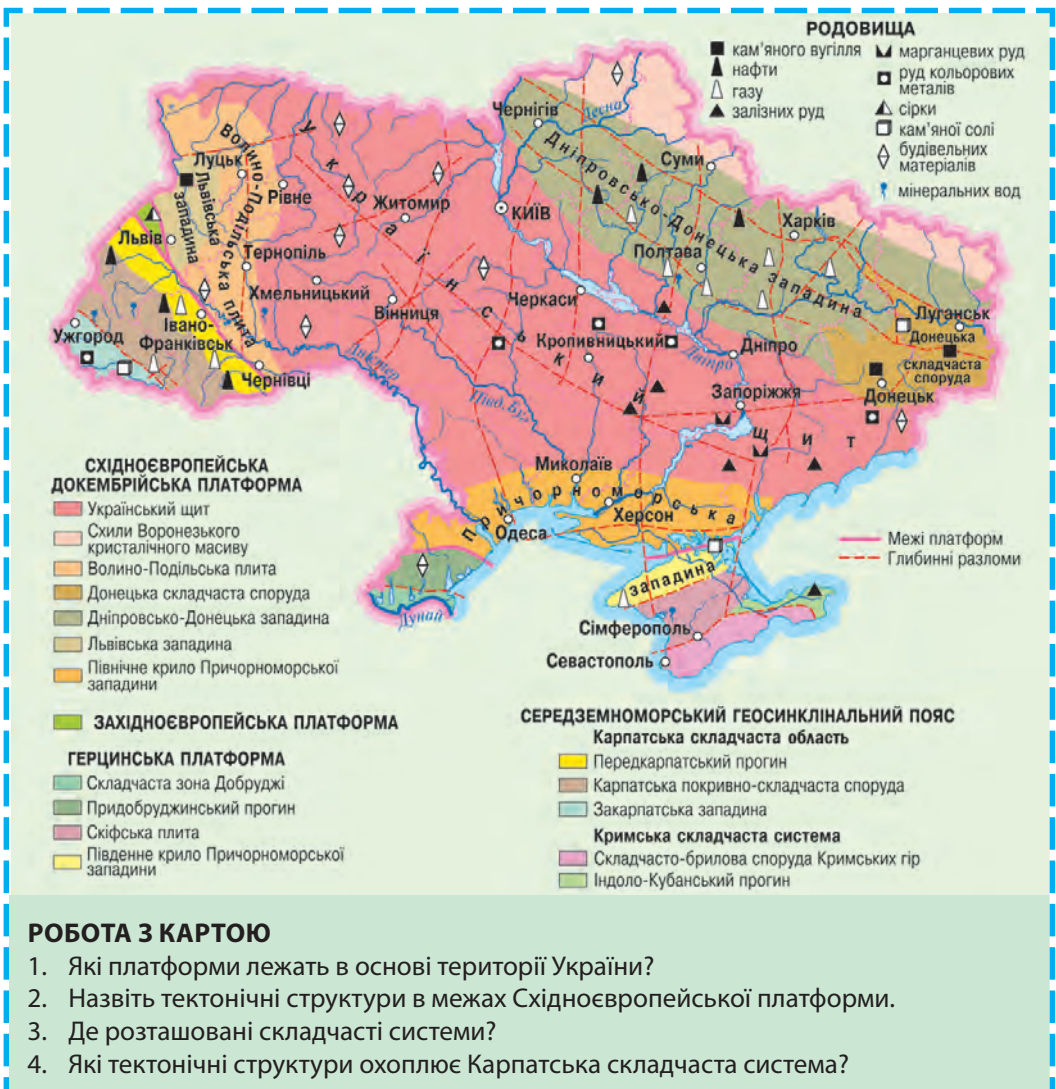 РОДОВИЩА
кам'яного вугілля
нафти
газу
залізних руд
марганцевих руд
руд кольорових
металів
сірки
кам'яної солі
будівельних
матеріалів
мінеральних вод
Чернігів
Десна
Суми
Дніпровсько-Донецька Западина
Волино-Подільська плита
Український щит
Луцьк
Рівне
Львівська
западина
Житомир
КИЇВ
Харків
Львів
Тернопіль
Полтава
Хмельницький
Черкаси
Вінниця
Луганськ
Ужгород
Івано-
Франківськ
Кропивницький
Дніпро
Донецька
складчаста
споруда
Чернівці
Дністер
Дніпро
Півд. Буг
Запоріжжя
Донецьк
Миколаїв
Причорноморська
западина
Херсон
Одеса
Дунай
Сімферополь
Севастополь
Межі платформ
Глибинні разломи
СХІДНОЄВРОПЕЙСЬКА
ДОКЕМБРІЙСЬКА ПЛАТФОРМА
Український щит
Схили Воронезького
кристалічного масиву
Волино-Подільська плита
Донецька складчаста споруда
Дніпровсько-Донецька западина
Львівська западина
Північне крило Причорноморської
западини
ЗАХІДНОЄВРОПЕЙСЬКА ПЛАТФОРМА
ГЕРЦИНСЬКА ПЛАТФОРМА
Складчаста зона Добруджі
Придобруджинський прогин
Скіфська плита
Південне крило Причорноморської
западини
СЕРЕДЗЕМНОМОРСЬКИЙ ГЕОСИНКЛІНАЛЬНИЙ ПОЯС
Карпатська складчаста область
Передкарпатський прогин
Карпатська покривно-складчаста споруда
Закарпатська западина
Кримська складчаста система
Складчасто-брилова споруда Кримських гір
Індоло-Кубанський прогин
РОБОТА З КАРТОЮ
1. Які платформи лежать в основі території України?
2. Назвіть тектонічні структури в межах Східноєвропейської платформи.
3. Де розташовані складчасті системи?
4. Які тектонічні структури охоплює Карпатська складчаста система?